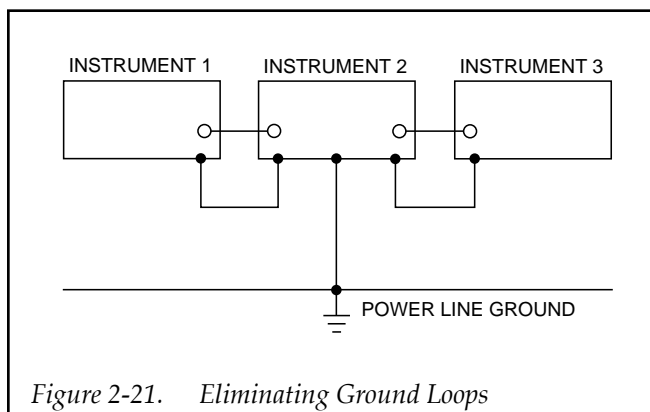 INSTRUMENT 1 INSTRUMENT 2 INSTRUMENT 3
POWER LINE GROUND
Figure 2-21. Eliminating Ground Loops